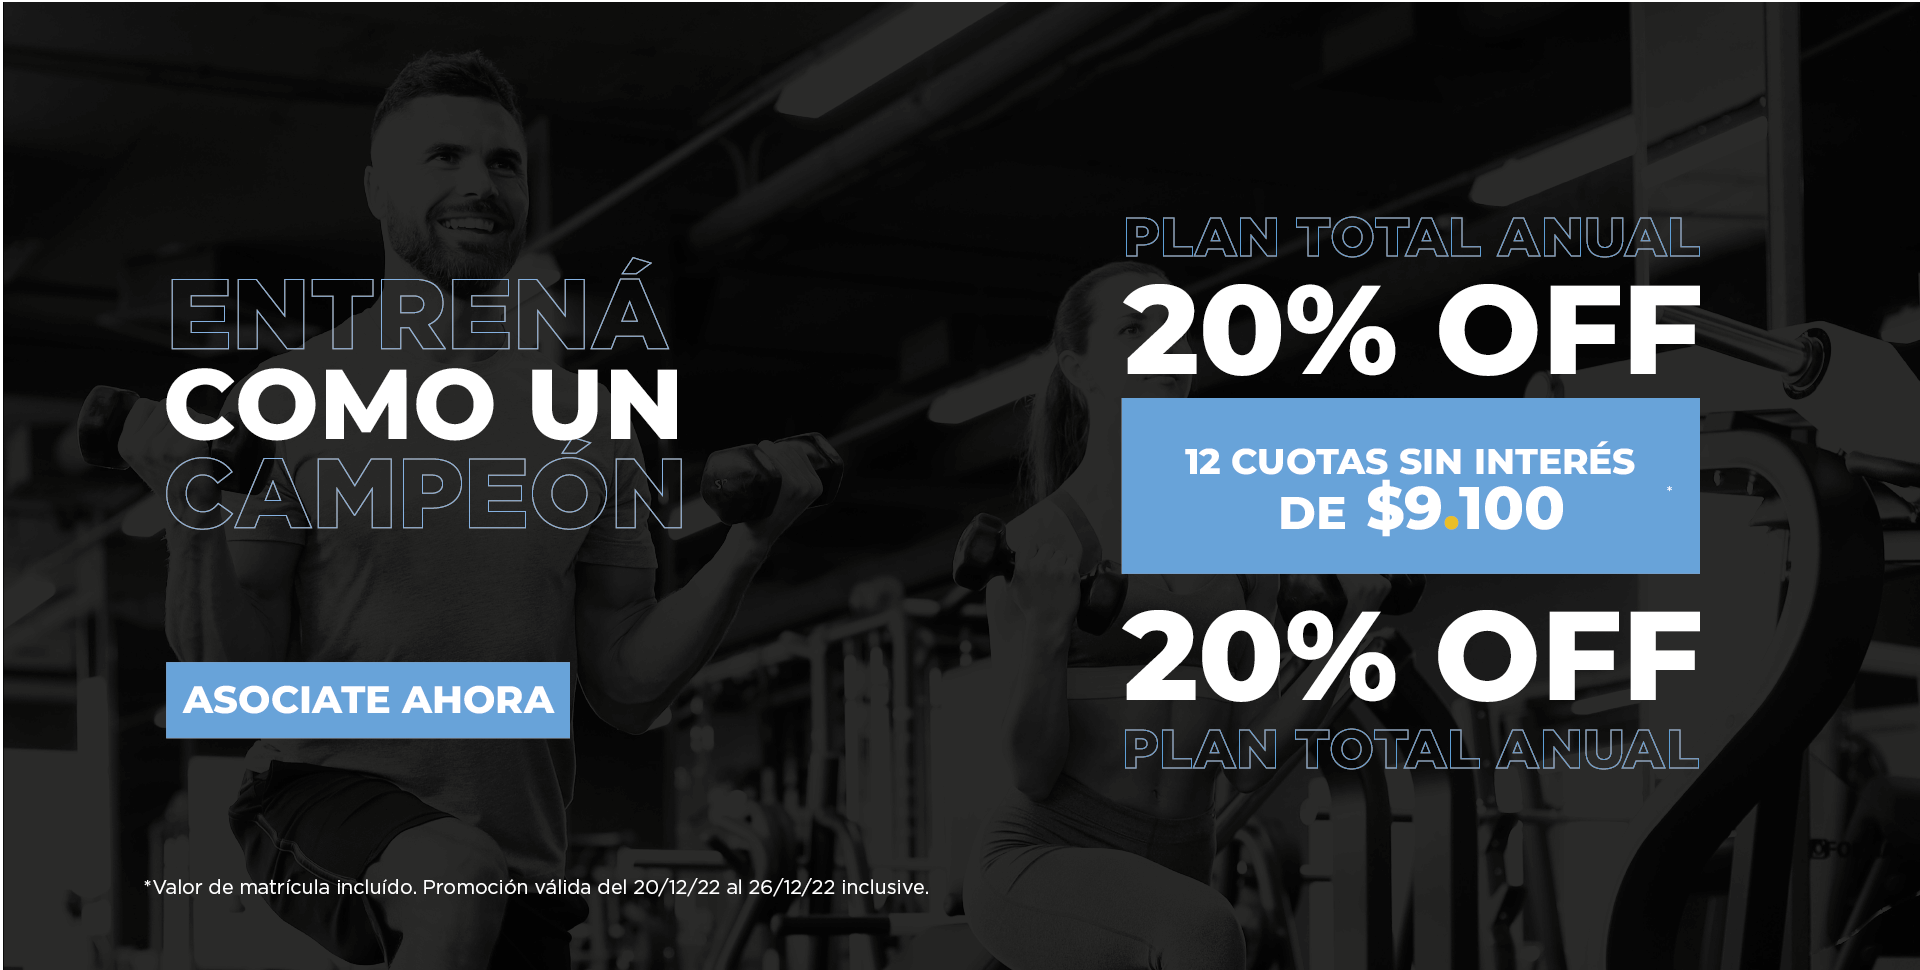 ENTRENÁ
COMO UN
CAMPEÓN
ASOCIATE AHORA
*Valor de matrícula incluído. Promoción válida del 20/12/22 al 26/12/22 inclusive.
PLAN TOTAL ANUAL
20% OFF
12 CUOTAS SIN INTERÉS
DE $9.100 *
20% OFF
PLAN TOTAL ANUAL